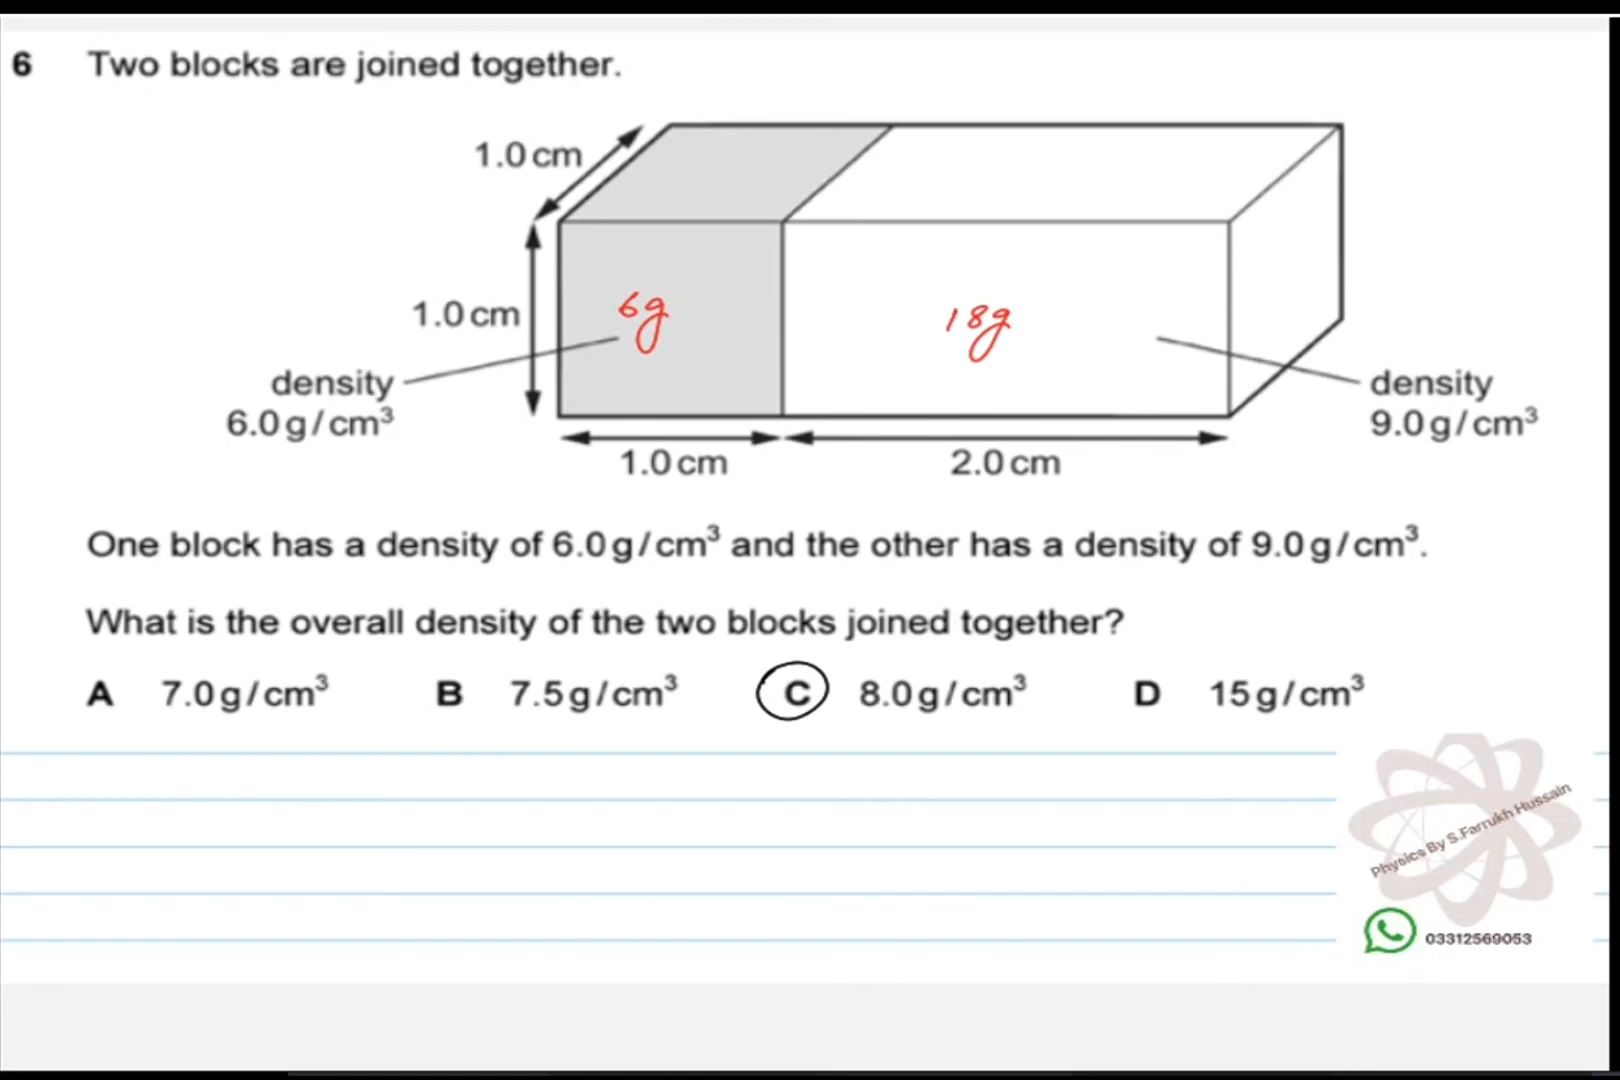 6 Two blocks are joined together.
1.0 cm
6g
18g
1.0 cm
density
6.0 g/cm³
density
9.0 g/cm³
1.0 cm
2.0 cm
One block has a density of 6.0 g/cm³ and the other has a density of 9.0 g/cm³.
What is the overall density of the two blocks joined together?
A 7.0 g/cm³ B 7.5 g/cm³ C 8.0 g/cm³ D 15 g/cm³
Physics By S.Farrukh Hussain
03312569053